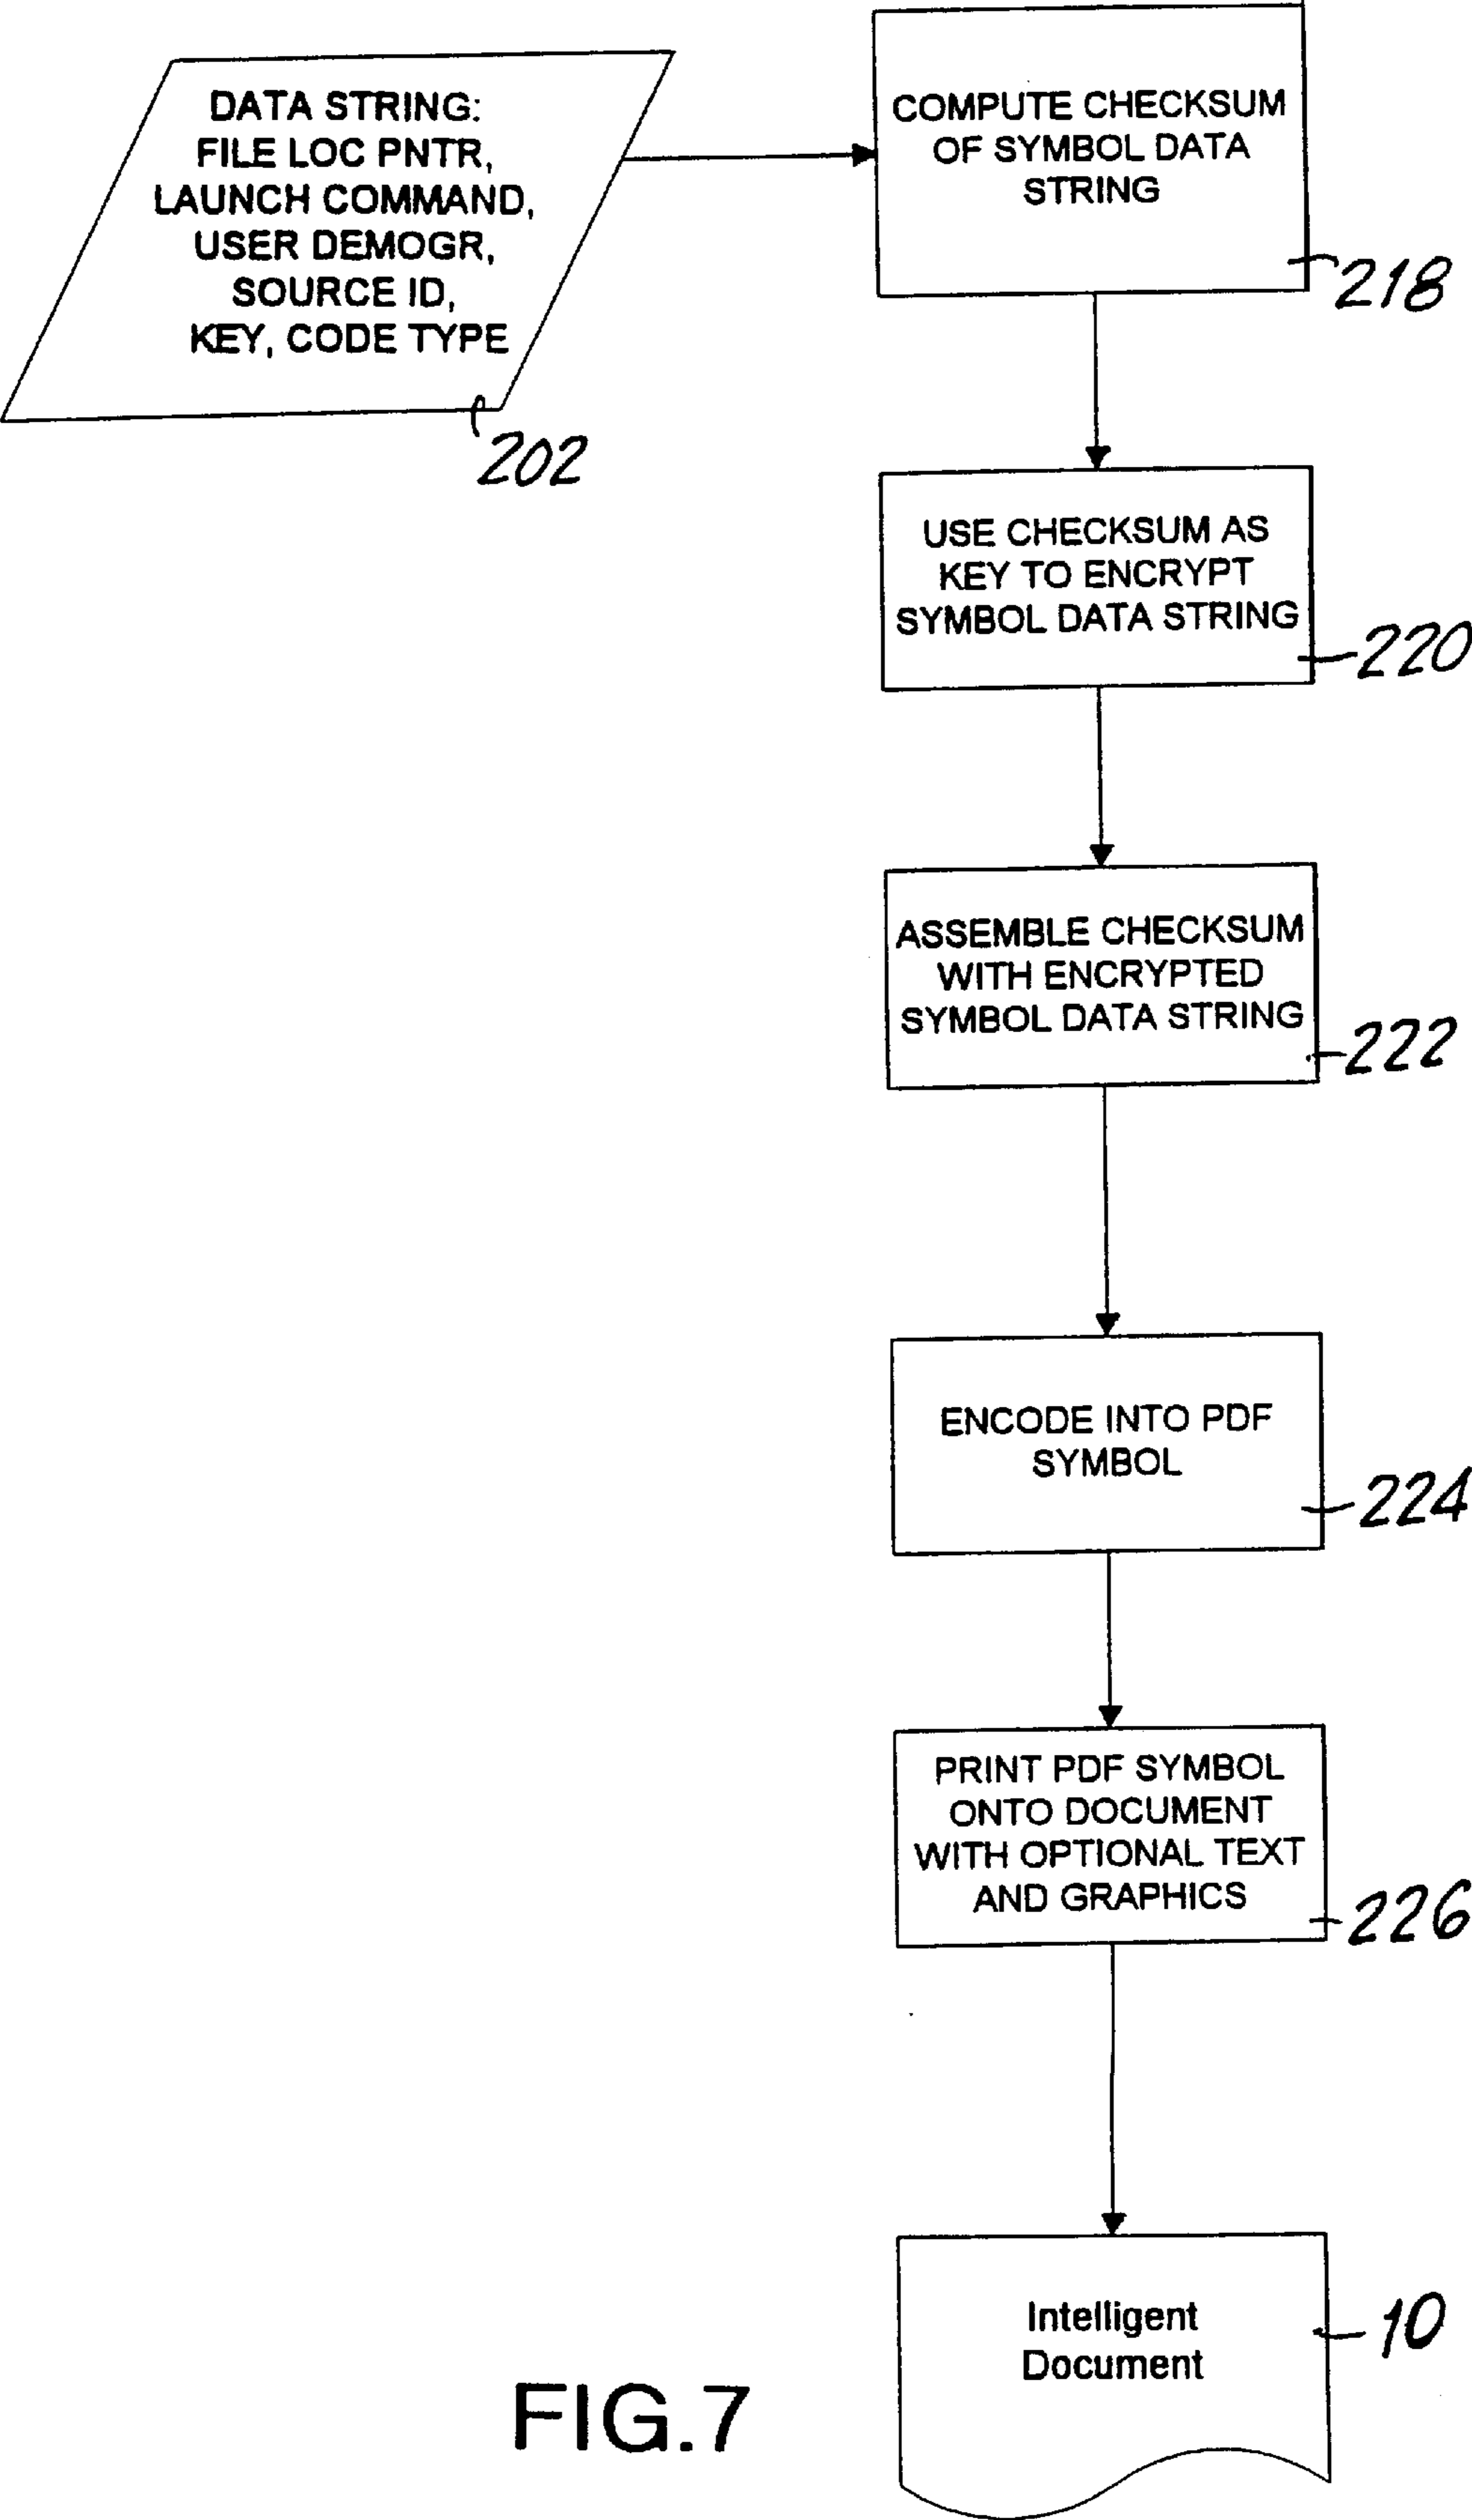 DATA STRING:
FILE LOC PNTR,
LAUNCH COMMAND,
USER DEMOGR,
SOURCE ID,
KEY, CODE TYPE
202
COMPUTE CHECKSUM
OF SYMBOL DATA
STRING
218
USE CHECKSUM AS
KEY TO ENCRYPT
SYMBOL DATA STRING
220
ASSEMBLE CHECKSUM
WITH ENCRYPTED
SYMBOL DATA STRING
222
ENCODE INTO PDF
SYMBOL
224
PRINT PDF SYMBOL
ONTO DOCUMENT
WITH OPTIONAL TEXT
AND GRAPHICS
226
Intelligent
Document
10
FIG.7